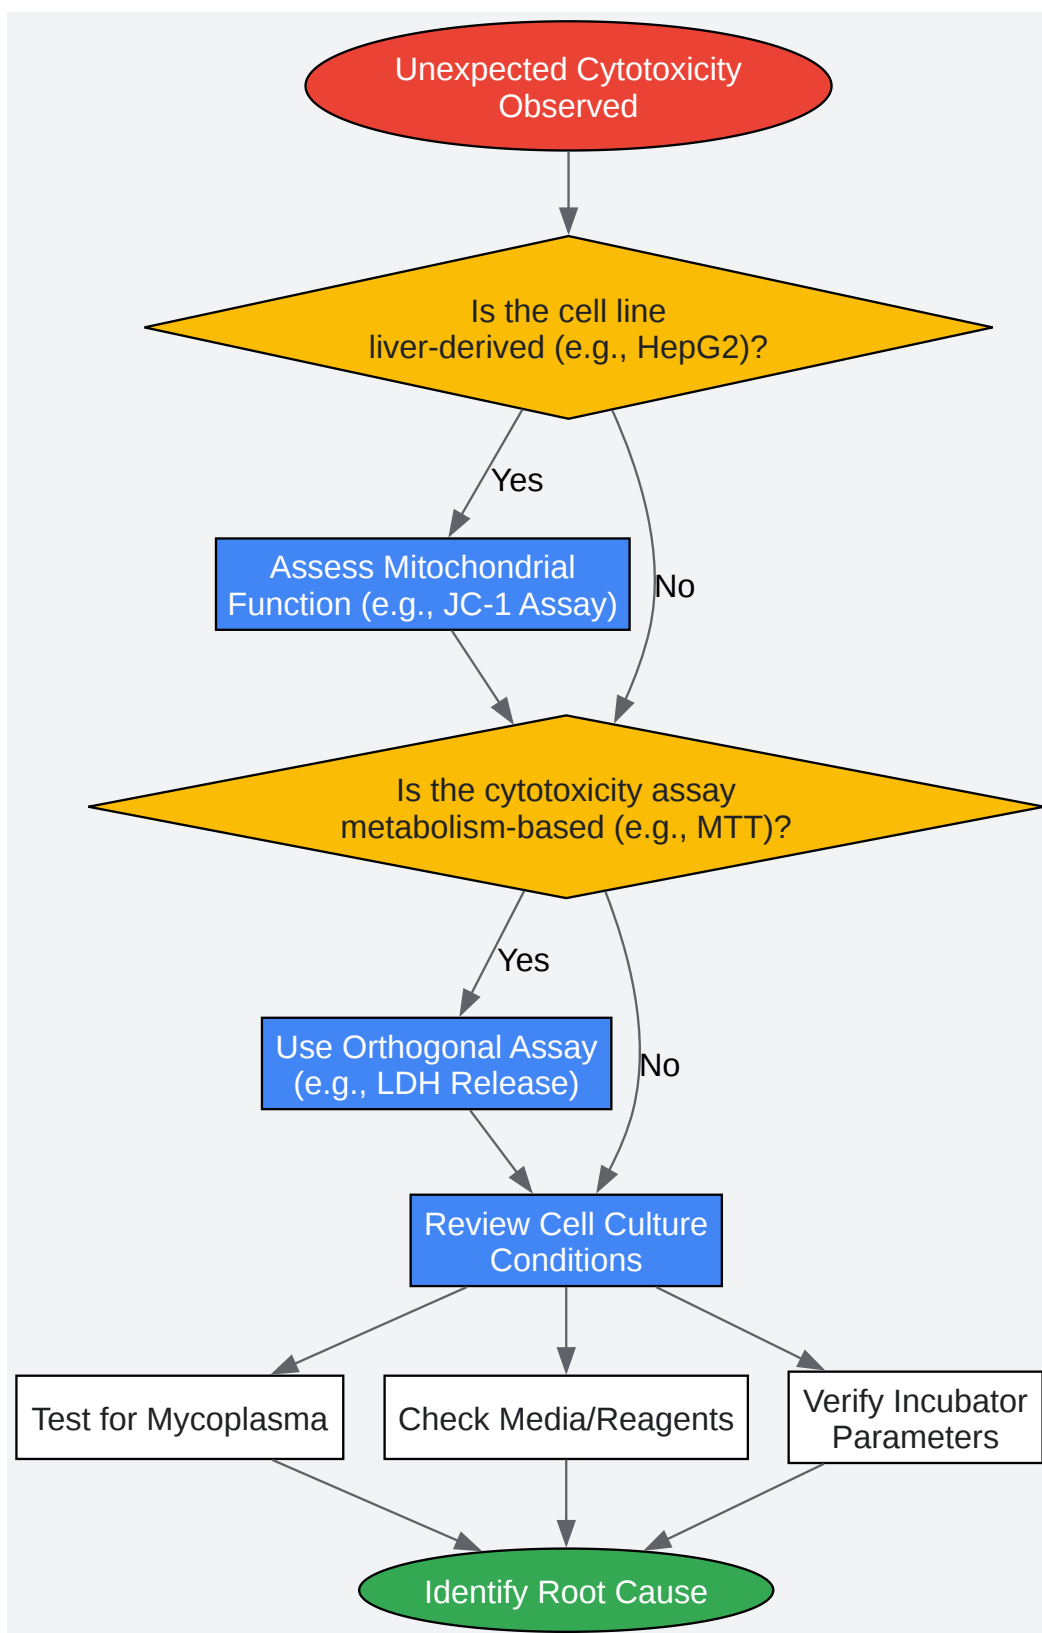 Unexpected Cytotoxicity
Observed
Is the cell line
liver-derived (e.g., HepG2)?
Yes
Assess Mitochondrial
Function (e.g., JC-1 Assay)
No
Is the cytotoxicity assay
metabolism-based (e.g., MTT)?
Yes
Use Orthogonal Assay
(e.g., LDH Release)
No
Review Cell Culture
Conditions
Test for Mycoplasma
Check Media/Reagents
Verify Incubator
Parameters
Identify Root Cause